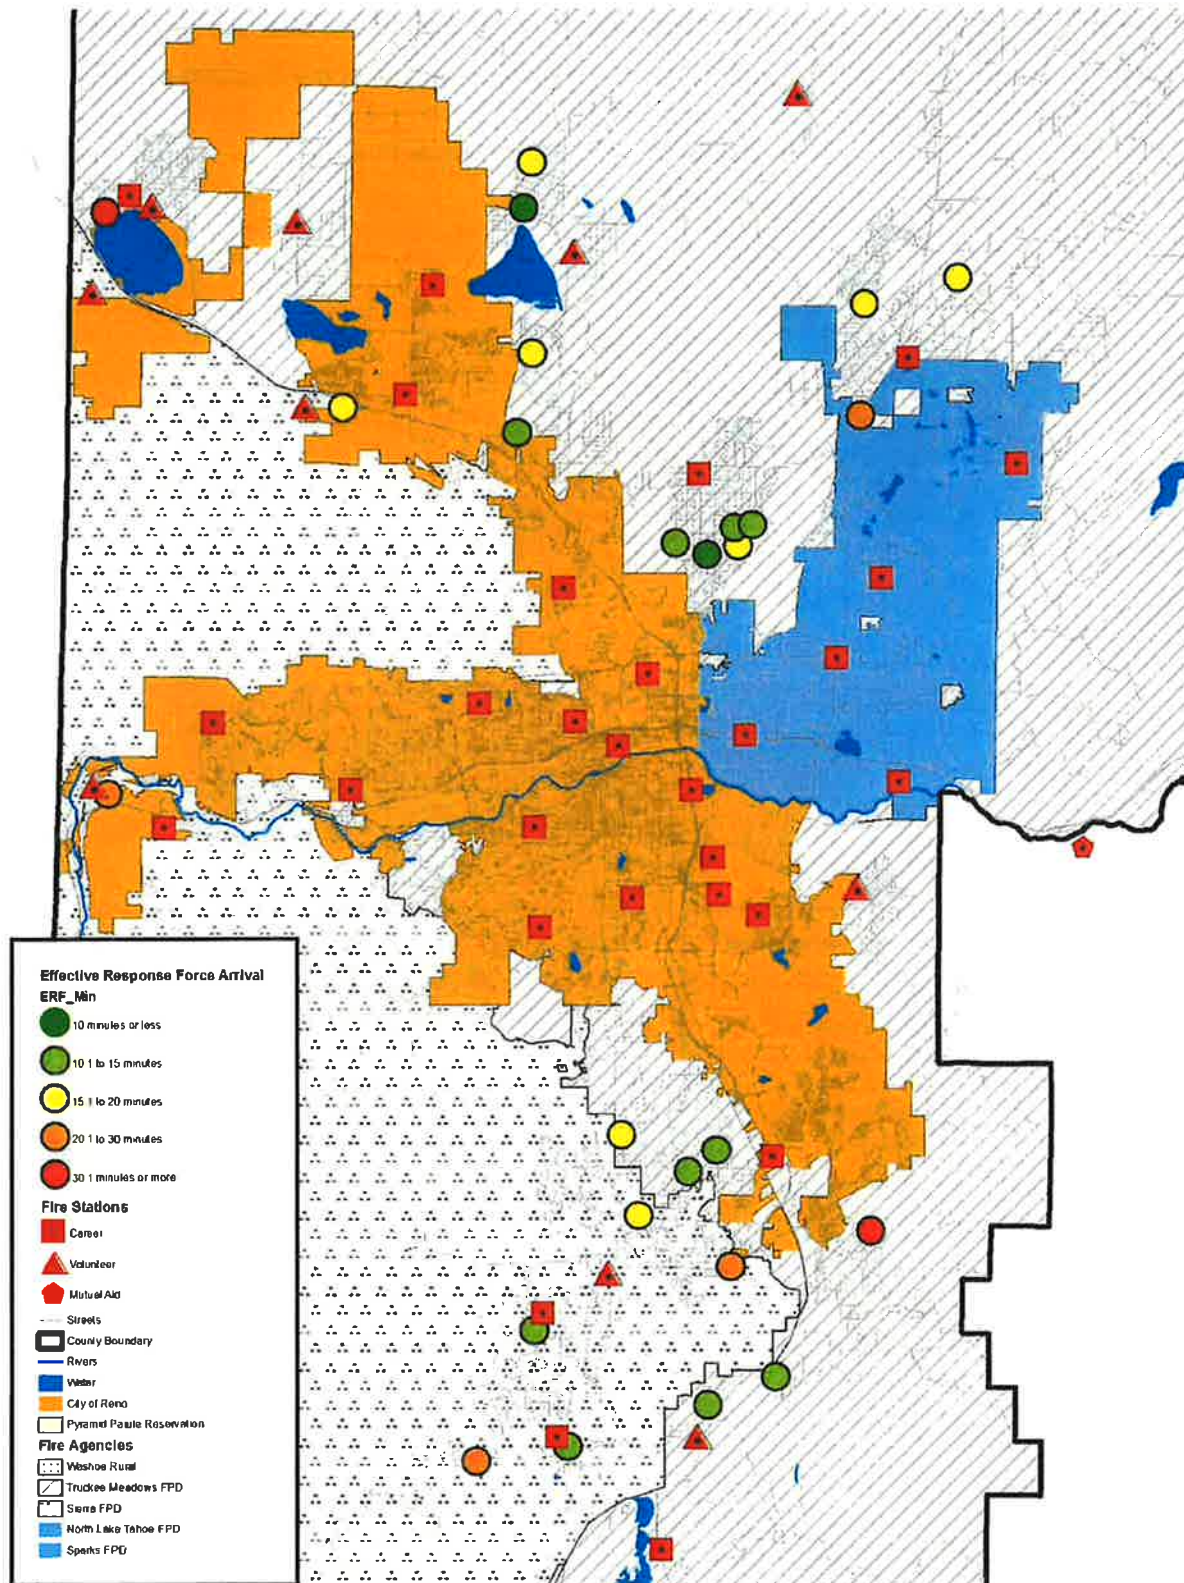 Effective Response Force Arrival
ERF_Min
10 minutes or less
10 1 to 15 minutes
15 1 to 20 minutes
20 1 to 30 minutes
30 1 minutes or more
Fire Stations
Career
Volunteer
Mutual Aid
Streets
County Boundary
Rivers
Water
City of Reno
Pyramid Paiute Reservation
Fire Agencies
Washoe Rural
Truckee Meadows FPD
Sierra FPD
North Lake Tahoe FPD
Sparks FPD